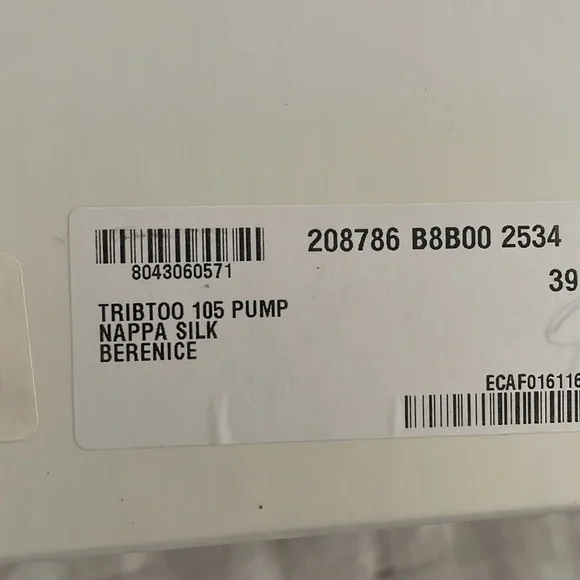 208786 B8B00 2534
8043060571
39
TRIBTOO 105 PUMP
NAPPA SILK
BERENICE
ECAF016116